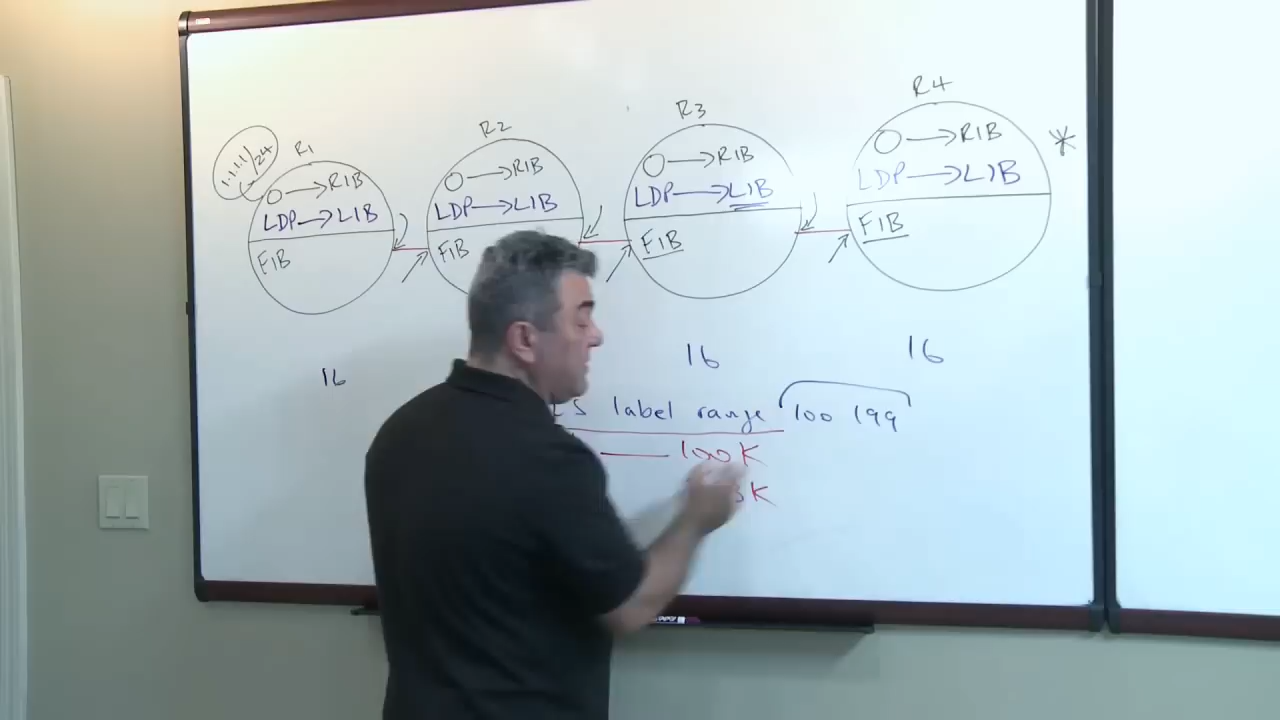 1.1.1.1/24
R1
O → RIB
LDP → LIB
FIB
R2
O → RIB
LDP → LIB
FIB
R3
O → RIB
LDP → LIB
FIB
R4
O → RIB
LDP → LIB
FIB
*
16
16
16
label range 100 199
100K
K